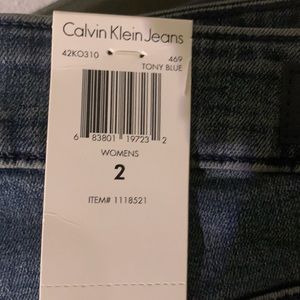 Calvin Klein Jeans
42KO310 469
TONY BLUE
6 83801 19723 2
WOMENS
2
ITEM# 1118521